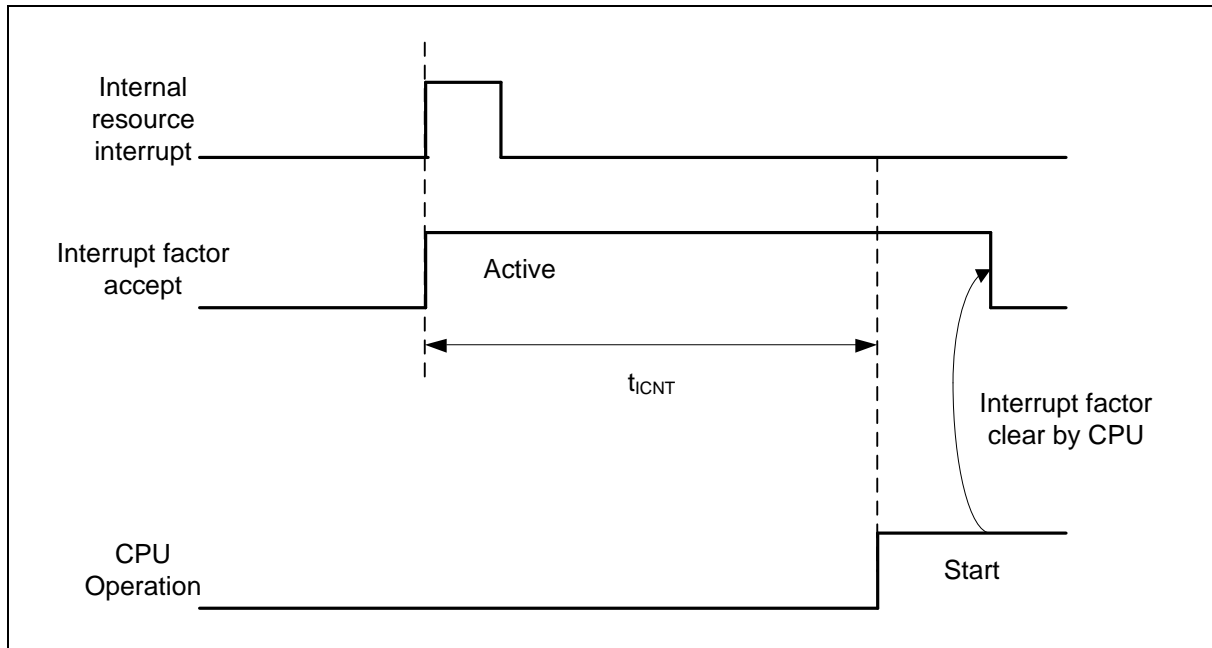 Internal
resource
interrupt
Interrupt factor
accept
Active
tICNT
Interrupt factor
clear by CPU
CPU
Operation
Start